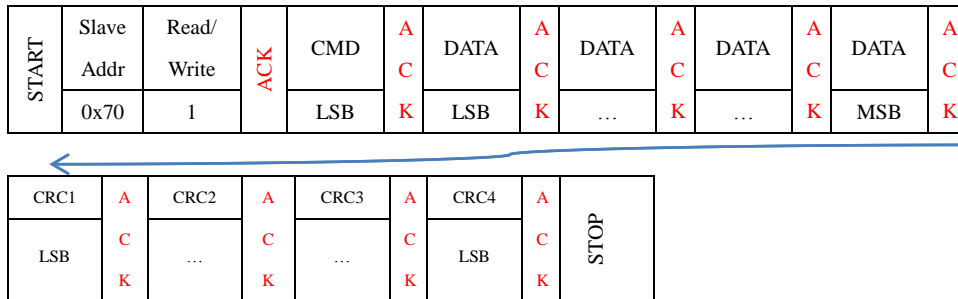 START Slave Addr Read/ Write ACK CMD A C K DATA A C K DATA A C K DATA A C K DATA A C K
0x70 1 LSB LSB … … MSB
CRC1 A C K CRC2 A C K CRC3 A C K CRC4 A C K STOP
LSB … … LSB